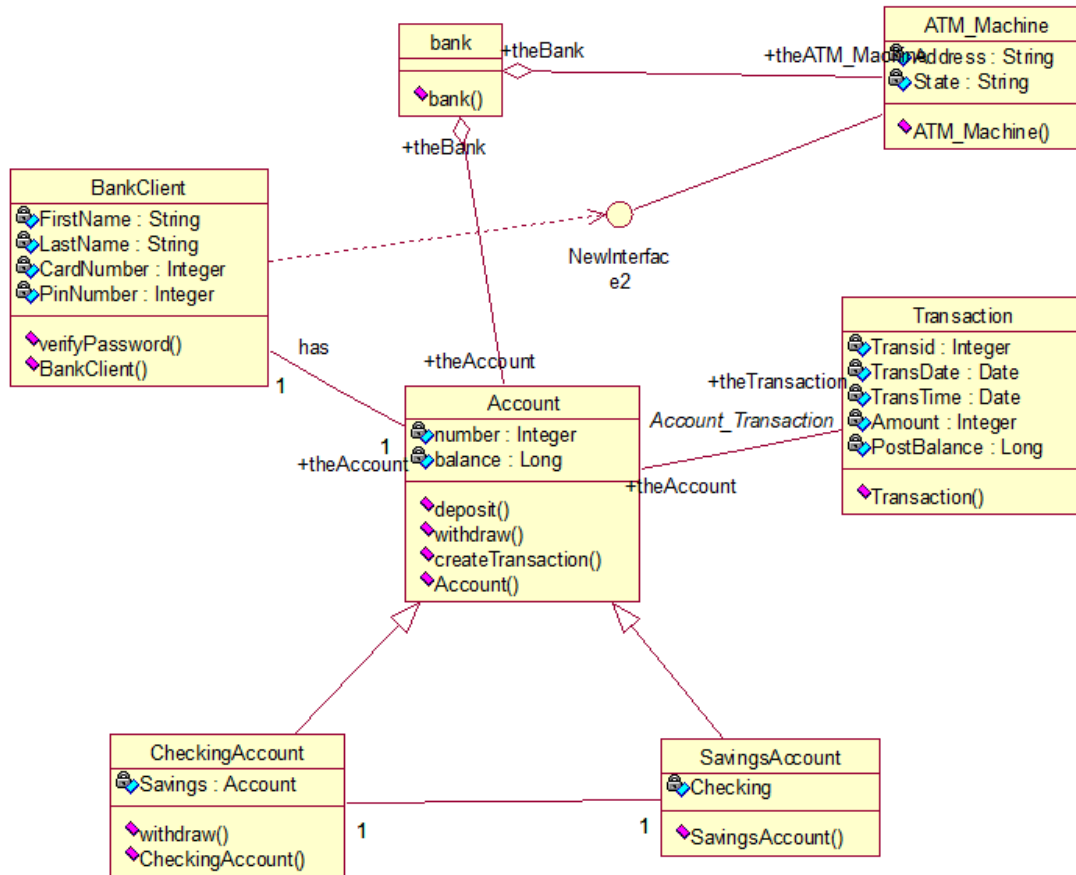 bank
bank()
+theBank
+theATM_Machine
+theBank
ATM_Machine
Address : String
State : String
ATM_Machine()
BankClient
FirstName : String
LastName : String
CardNumber : Integer
PinNumber : Integer
verifyPassword()
BankClient()
NewInterfac
e2
has
1
1
+theAccount
+theAccount
Account
number : Integer
balance : Long
deposit()
withdraw()
createTransaction()
Account()
+theTransaction
Account_Transaction
+theAccount
Transaction
Transid : Integer
TransDate : Date
TransTime : Date
Amount : Integer
PostBalance : Long
Transaction()
CheckingAccount
Savings : Account
withdraw()
CheckingAccount()
1
1
SavingsAccount
Checking
SavingsAccount()